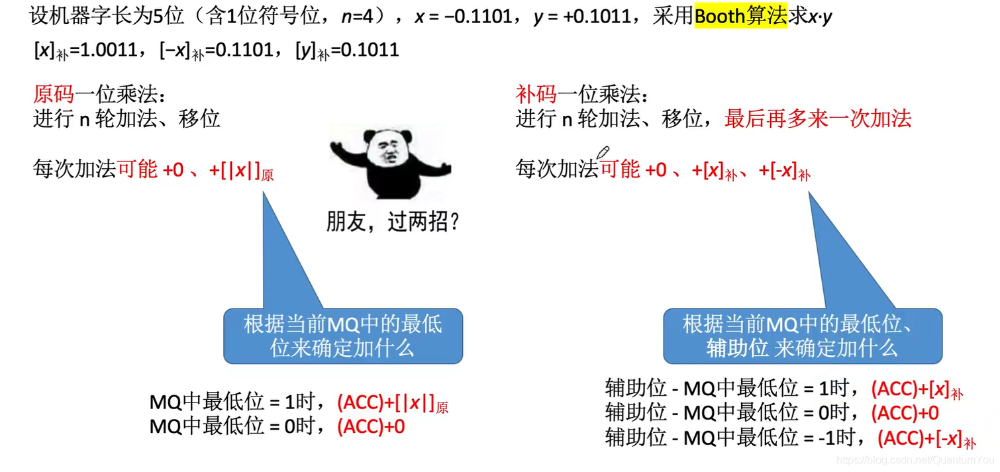 设机器字长为5位（含1位符号位，n=4），x = −0.1101，y = +0.1011，采用Booth算法求x·y
[x]补=1.0011，[−x]补=0.1101，[y]补=0.1011
原码一位乘法：
进行 n 轮加法、移位
每次加法可能 +0 、+[|x|]原
朋友，过两招？
根据当前MQ中的最低
位来确定加什么
MQ中最低位 = 1时，(ACC)+[|x|]原
MQ中最低位 = 0时，(ACC)+0
补码一位乘法：
进行 n 轮加法、移位，最后再多来一次加法
每次加法可能 +0 、+[x]补、+[-x]补
根据当前MQ中的最低位、
辅助位 来确定加什么
辅助位 - MQ中最低位 = 1时，(ACC)+[x]补
辅助位 - MQ中最低位 = 0时，(ACC)+0
辅助位 - MQ中最低位 = -1时，(ACC)+[-x]补
https://blog.csdn.net/QuantumYou